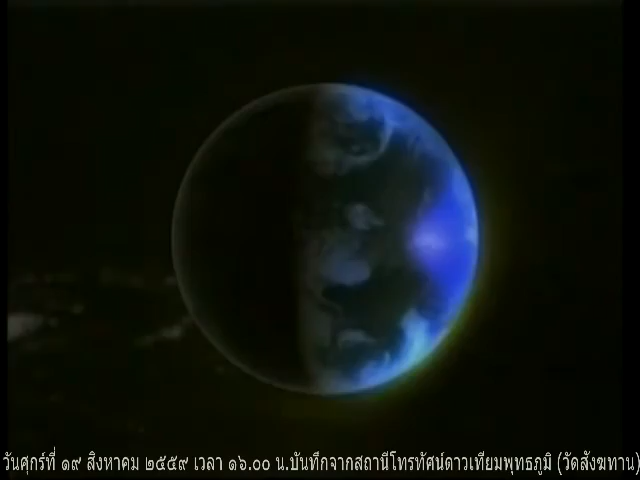 วันศุกร์ที่ ๑๙ สิงหาคม ๒๕๕๙ เวลา ๑๖.๐๐ น.บันทึกจากสถานีโทรทัศน์ดาวเทียมพุทธภูมิ (วัดสังฆทาน)